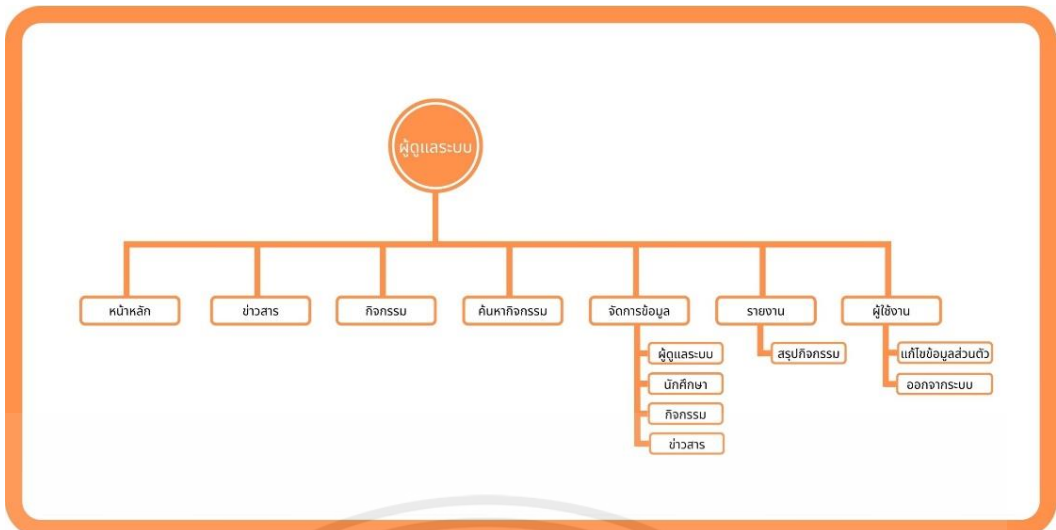 ผู้ดูแลระบบ
หน้าหลัก
ข่าวสาร
กิจกรรม
ค้นหากิจกรรม
จัดการข้อมูล
รายงาน
ผู้ใช้งาน
ผู้ดูแลระบบ
นักศึกษา
กิจกรรม
ข่าวสาร
สรุปกิจกรรม
แก้ไขข้อมูลส่วนตัว
ออกจากระบบ